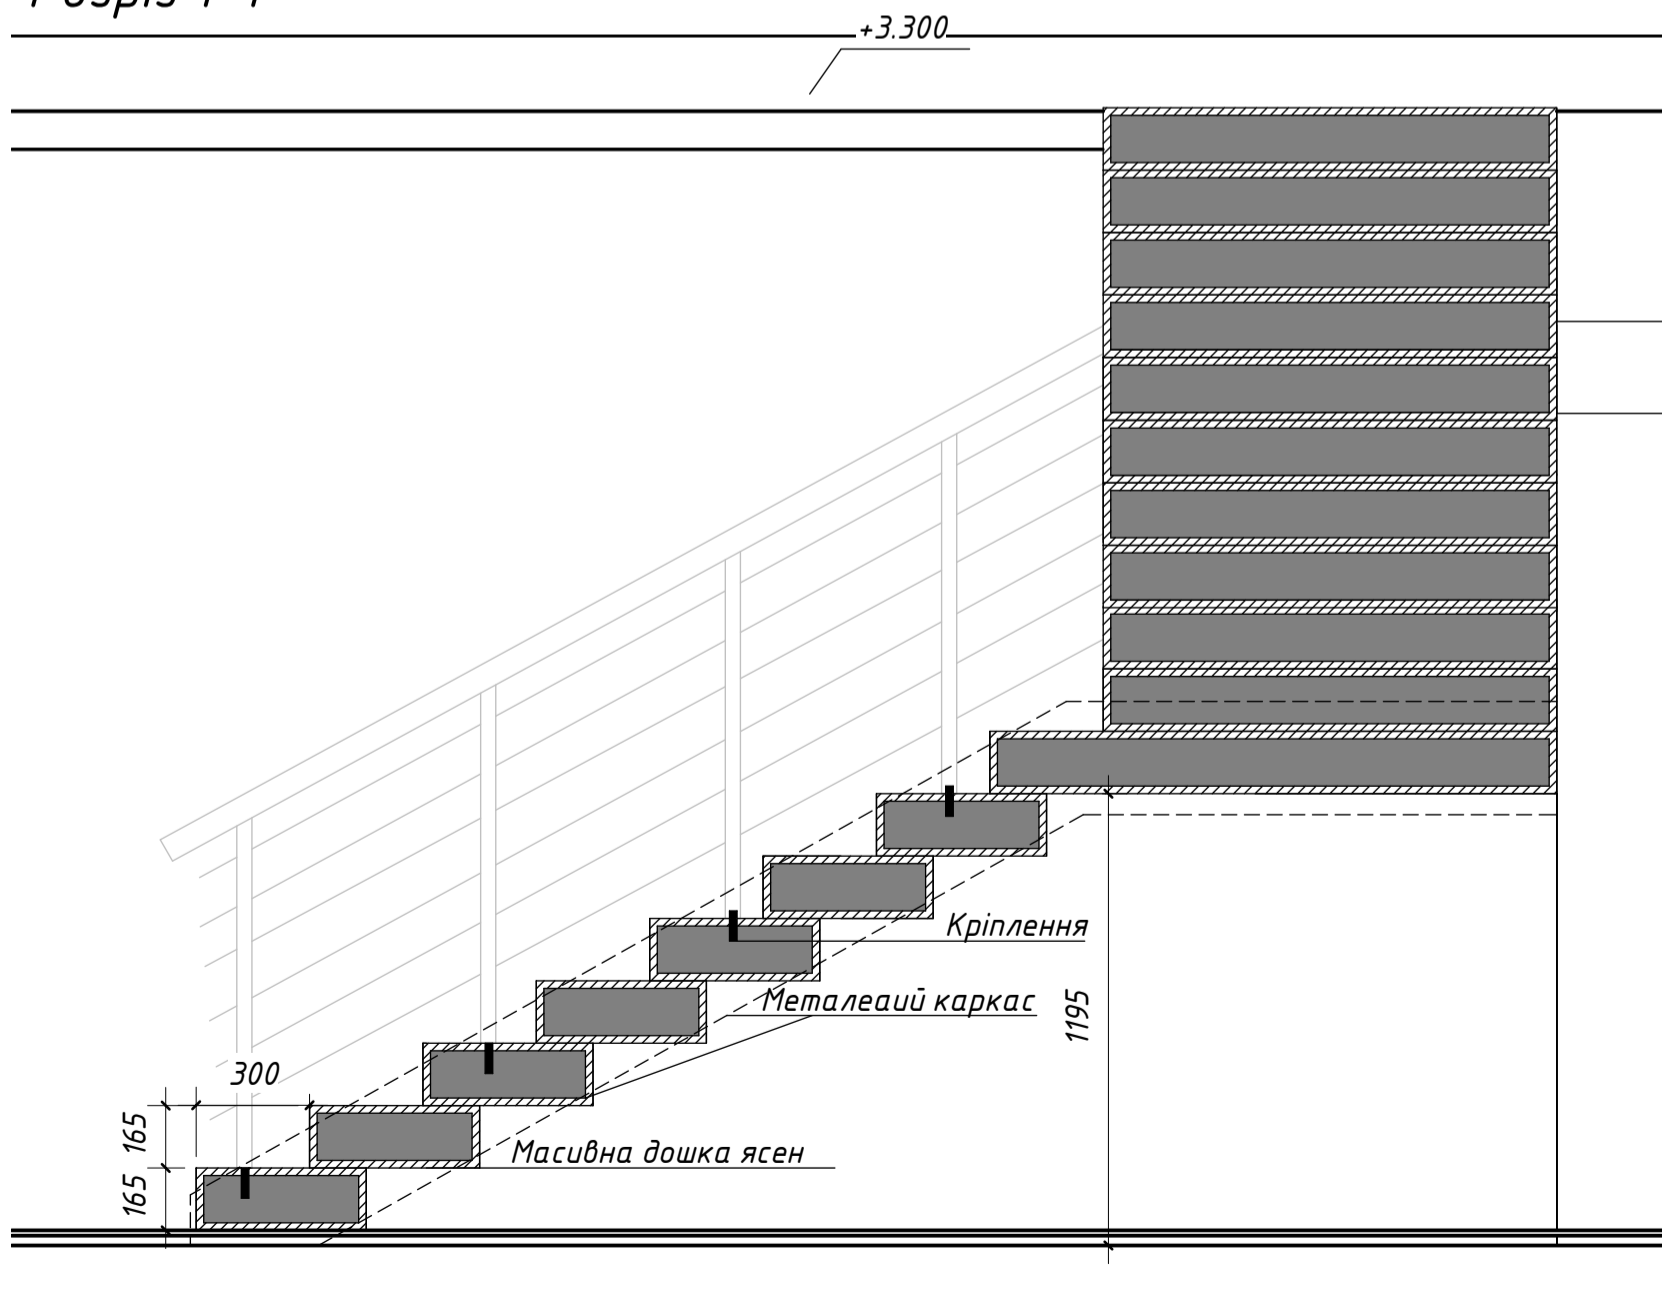 Розріз 1-1
+3.300
Кріплення
Металеаий каркас
1195
300
165
Масивна дошка ясен
165